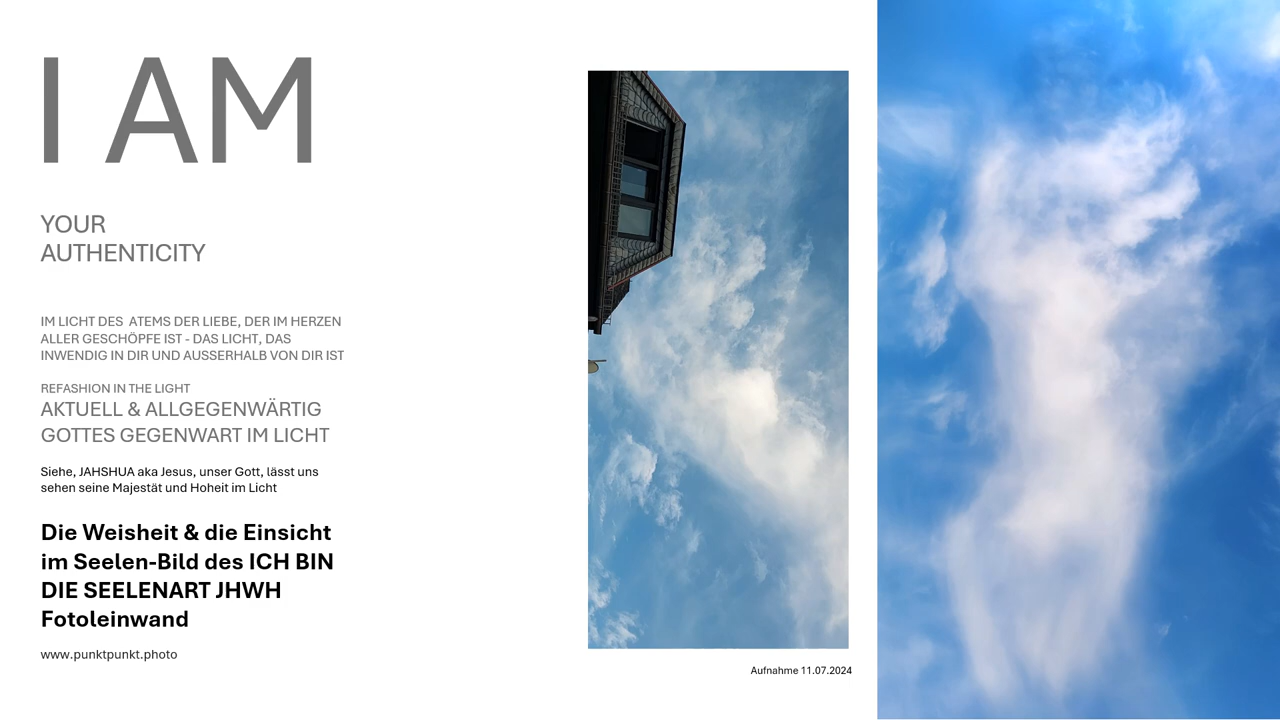 I AM
YOUR
AUTHENTICITY
IM LICHT DES  ATEMS DER LIEBE, DER IM HERZEN
ALLER GESCHÖPFE IST - DAS LICHT, DAS
INWENDIG IN DIR UND AUSSERHALB VON DIR IST
REFASHION IN THE LIGHT
AKTUELL & ALLGEGENWÄRTIG
GOTTES GEGENWART IM LICHT
Siehe, JAHSHUA aka Jesus, unser Gott, lässt uns
sehen seine Majestät und Hoheit im Licht
Die Weisheit & die Einsicht
im Seelen-Bild des ICH BIN
DIE SEELENART JHWH
Fotoleinwand
www.punktpunkt.photo
Aufnahme 11.07.2024